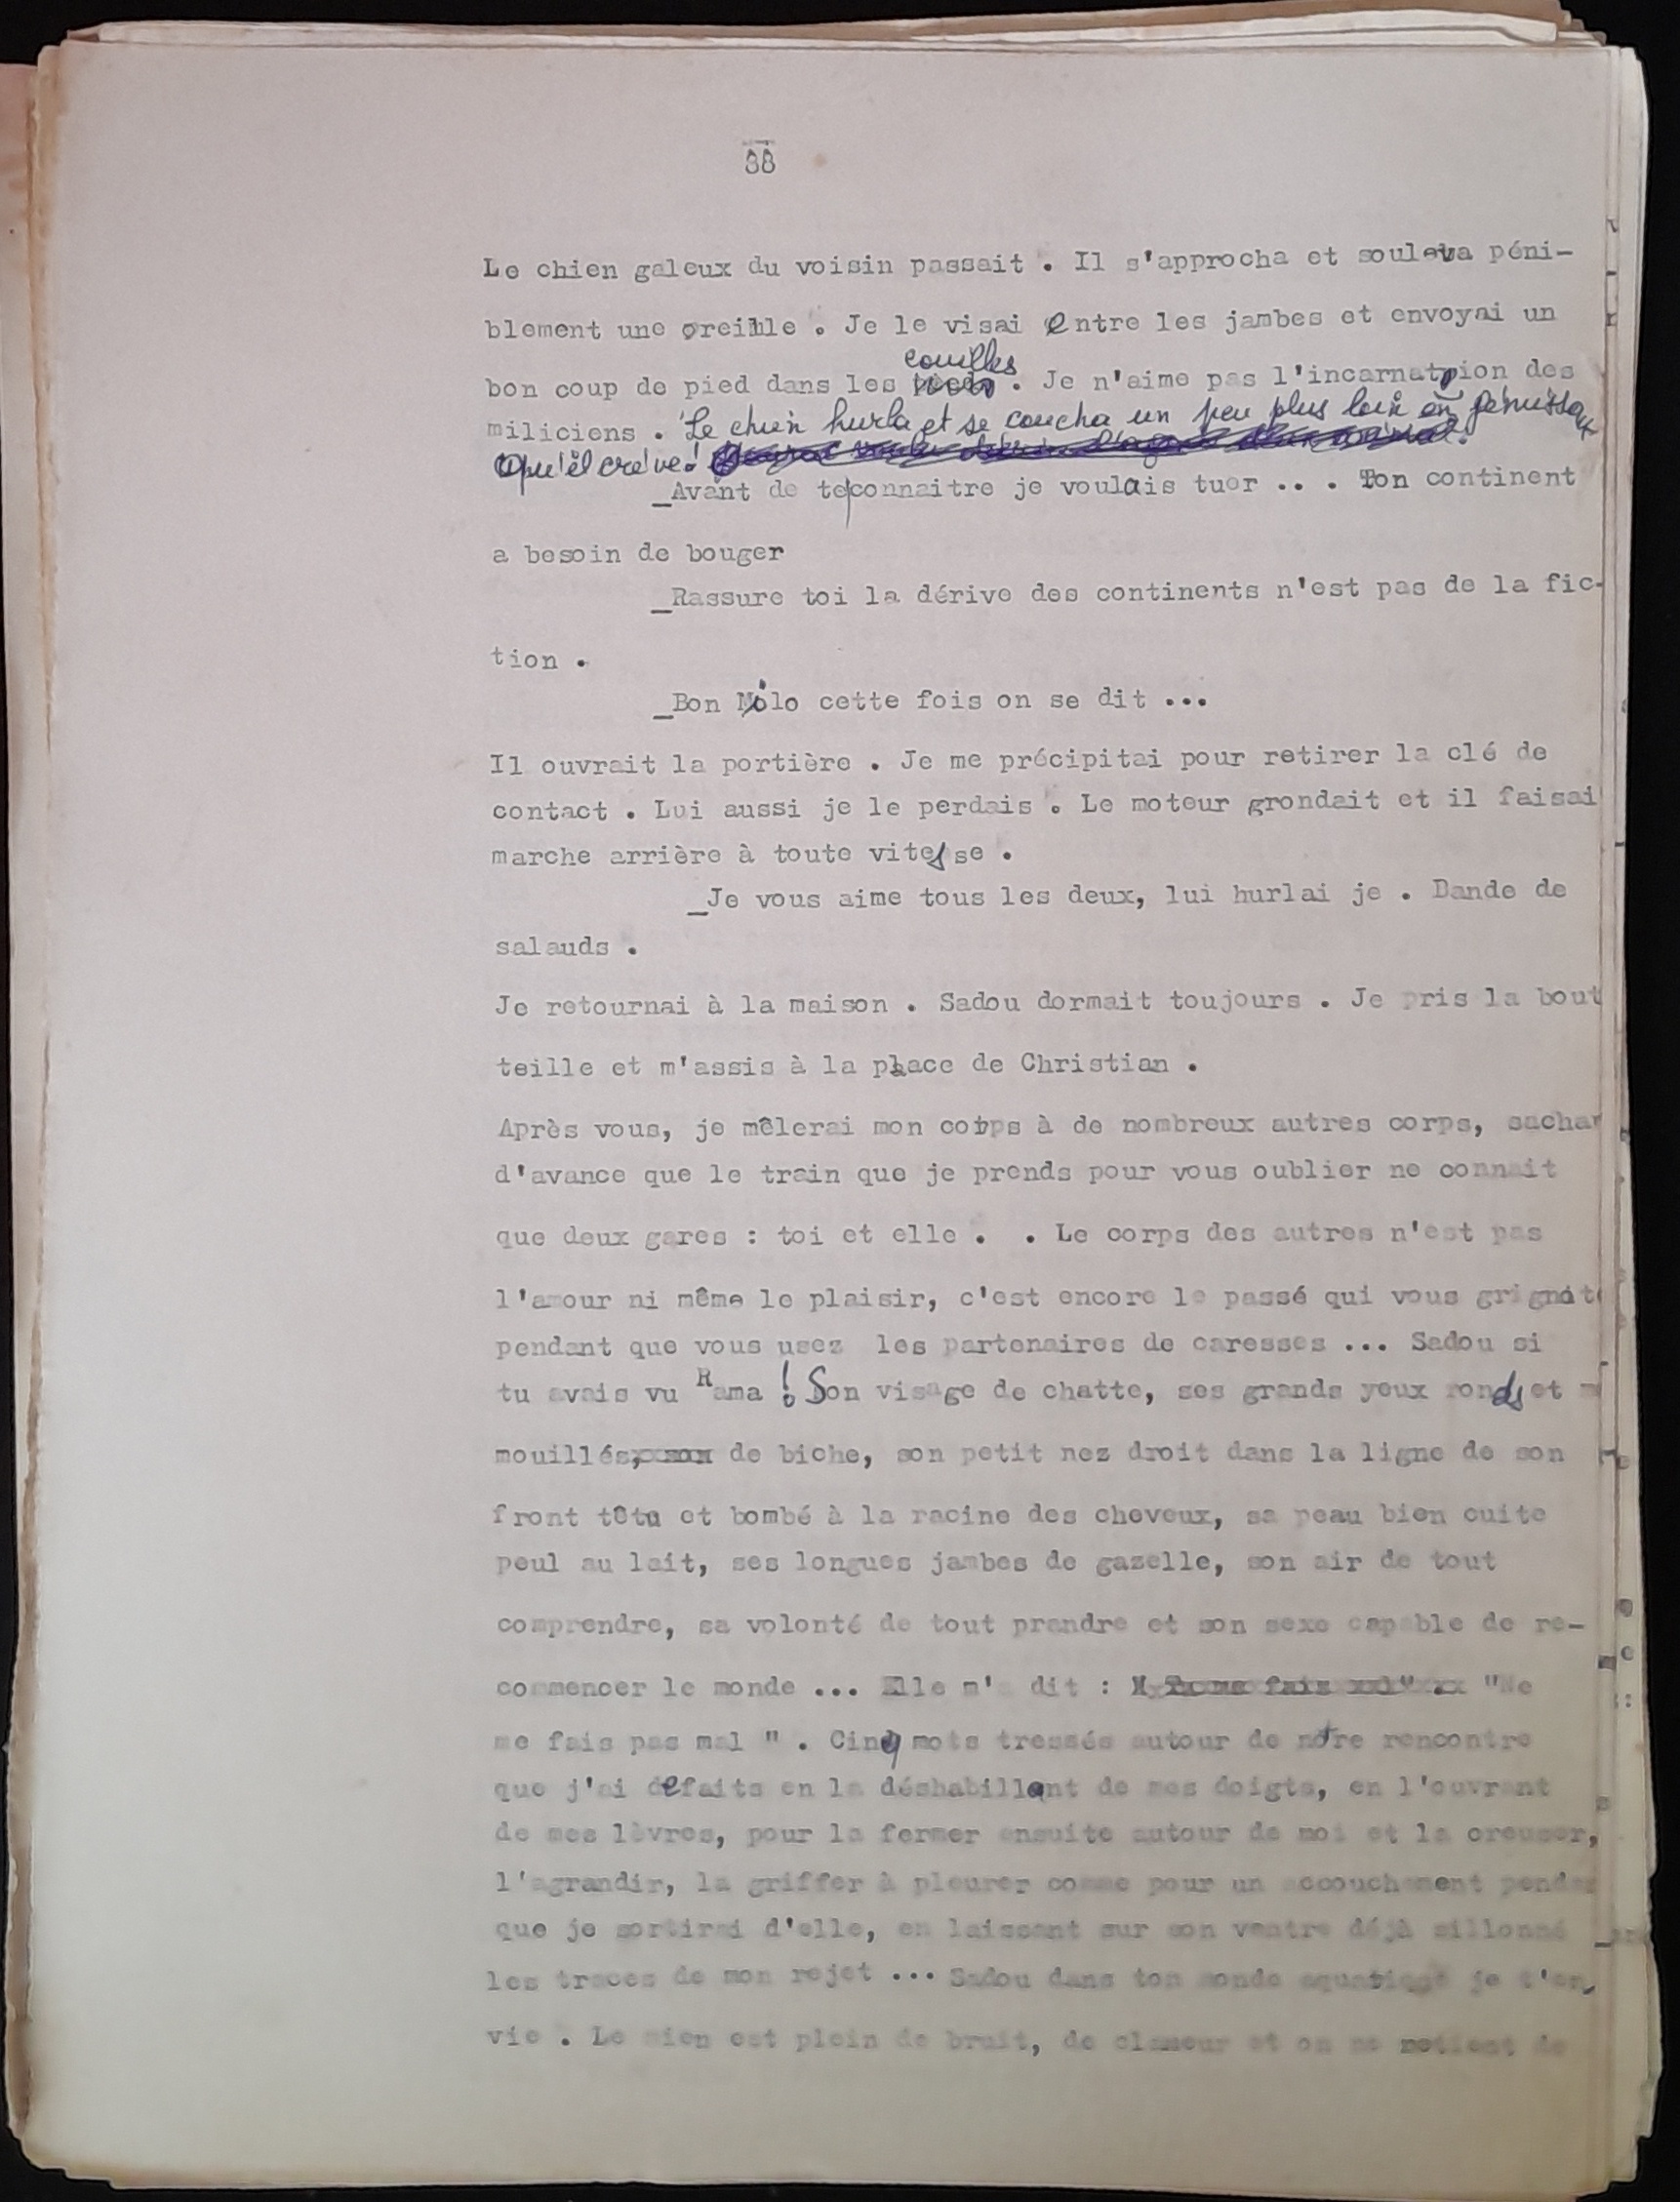 38
Le chien galeux du voisin passait . Il s'approcha et souleva péni-
blement une oreille . Je le visai entre les jambes et envoyai un
couilles
bon coup de pied dans les . Je n'aime pas l'incarnation des
miliciens . Le chien hurla et se coucha un peu plus loin en gémissant
Qu'il crève !
_Avant de te connaitre je voulais tuer .. . Ton continent
a besoin de bouger
_Rassure toi la dérive des continents n'est pas de la fic-
tion .
_Bon Milo cette fois on se dit ...
Il ouvrait la portière . Je me précipitai pour retirer la clé de
contact . Lui aussi je le perdais . Le moteur grondait et il faisai
marche arrière à toute vitesse .
_Je vous aime tous les deux, lui hurlai je . Bande de
salauds .
Je retournai à la maison . Sadou dormait toujours . Je pris la bout
teille et m'assis à la place de Christian .
Après vous, je mêlerai mon corps à de nombreux autres corps, sachan
d'avance que le train que je prends pour vous oublier ne connait
que deux gares : toi et elle . . Le corps des autres n'est pas
l'amour ni même le plaisir, c'est encore le passé qui vous grignote
pendant que vous usez les partenaires de caresses ... Sadou si
tu avais vu Rama ! Son visage de chatte, ses grands yeux ronds et m
mouillés de biche, son petit nez droit dans la ligne de son
front têtu et bombé à la racine des cheveux, sa peau bien cuite
peul au lait, ses longues jambes de gazelle, son air de tout
comprendre, sa volonté de tout prendre et son sexe capable de re-
commencer le monde ... Elle m'a dit : "Ne
me fais pas mal " . Cinq mots tressés autour de notre rencontre
que j'ai défaits en la déshabillant de mes doigts, en l'ouvrant
de mes lèvres, pour la fermer ensuite autour de moi et la creuser,
l'agrandir, la griffer à pleurer comme pour un accouchement pendan
que je sortirai d'elle, en laissant sur son ventre déjà sillonné
les traces de mon rejet ... Sadou dans ton monde aquatique je t'en
vie . Le mien est plein de bruit, de clameur et on ne retient de